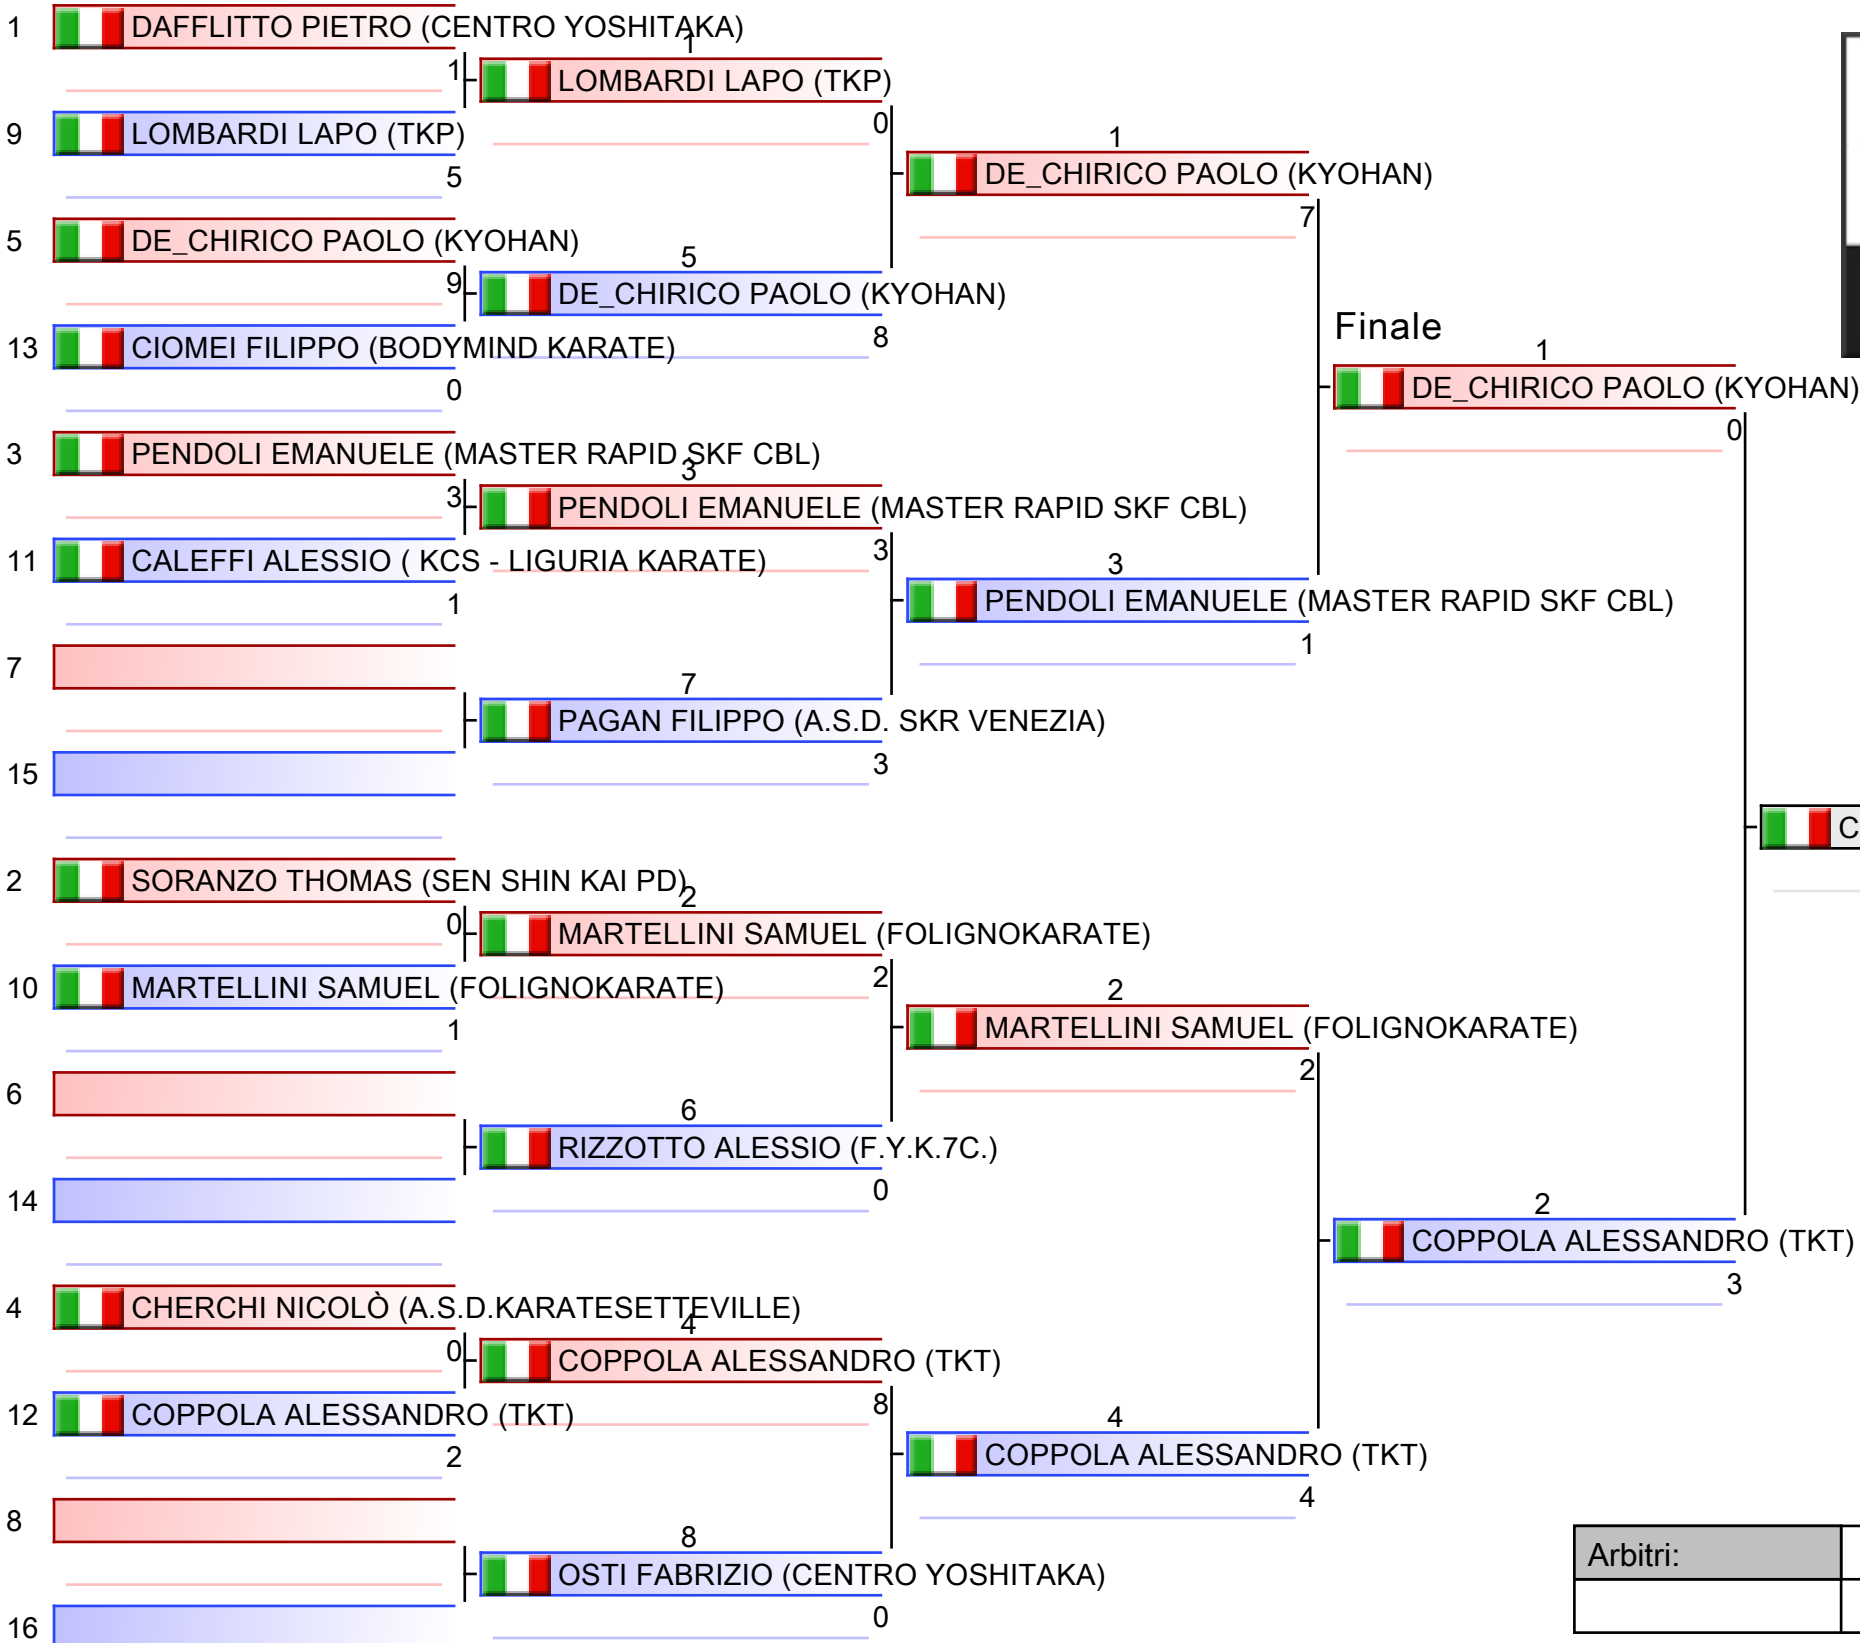 1 DAFFLITTO PIETRO (CENTRO YOSHITAKA)
1
1 LOMBARDI LAPO (TKP)
0
9 LOMBARDI LAPO (TKP)
5
1
DE_CHIRICO PAOLO (KYOHAN)
7
5 DE_CHIRICO PAOLO (KYOHAN)
9
5
DE_CHIRICO PAOLO (KYOHAN)
8
13 CIOMEI FILIPPO (BODYMIND KARATE)
0
Finale
1
DE_CHIRICO PAOLO (KYOHAN)
0
3 PENDOLI EMANUELE (MASTER RAPID SKF CBL)
3
3
PENDOLI EMANUELE (MASTER RAPID SKF CBL)
3
11 CALEFFI ALESSIO ( KCS - LIGURIA KARATE)
1
3
PENDOLI EMANUELE (MASTER RAPID SKF CBL)
1
7
7
PAGAN FILIPPO (A.S.D. SKR VENEZIA)
3
15
C
2 SORANZO THOMAS (SEN SHIN KAI PD)
0
2
MARTELLINI SAMUEL (FOLIGNOKARATE)
2
10 MARTELLINI SAMUEL (FOLIGNOKARATE)
1
2
MARTELLINI SAMUEL (FOLIGNOKARATE)
2
6
6
RIZZOTTO ALESSIO (F.Y.K.7C.)
0
14
2
COPPOLA ALESSANDRO (TKT)
3
4 CHERCHI NICOLÒ (A.S.D.KARATESETTEVILLE)
0
4
COPPOLA ALESSANDRO (TKT)
8
12 COPPOLA ALESSANDRO (TKT)
2
4
COPPOLA ALESSANDRO (TKT)
4
8
8
OSTI FABRIZIO (CENTRO YOSHITAKA)
0
16
Arbitri: